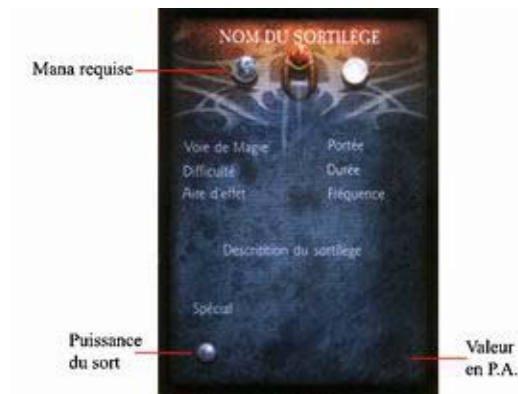 NOM DU SORTILÈGE
Mana requise
Voie de Magie Portée
Difficulté Durée
Aire d'effet Fréquence
Descritition du sortilège
Spécial
Puissance
du sort
Valeur
en P.A.